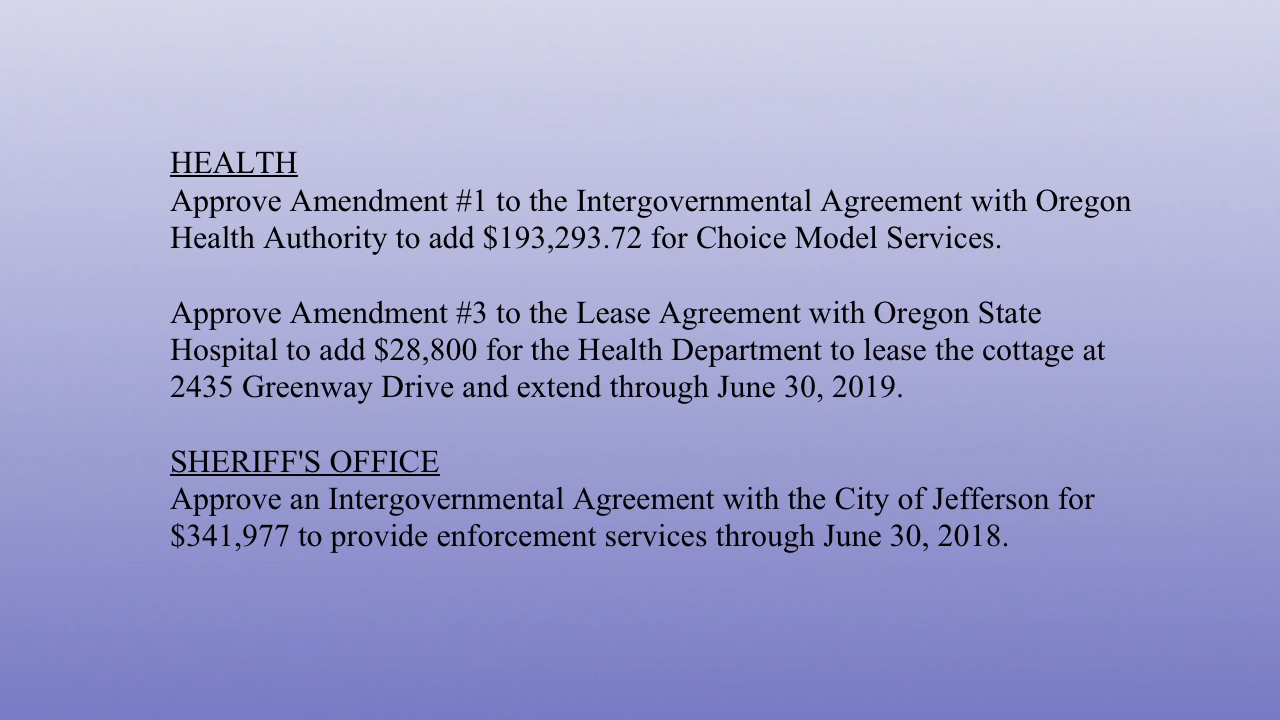 HEALTH
Approve Amendment #1 to the Intergovernmental Agreement with Oregon
Health Authority to add $193,293.72 for Choice Model Services.
Approve Amendment #3 to the Lease Agreement with Oregon State
Hospital to add $28,800 for the Health Department to lease the cottage at
2435 Greenway Drive and extend through June 30, 2019.
SHERIFF'S OFFICE
Approve an Intergovernmental Agreement with the City of Jefferson for
$341,977 to provide enforcement services through June 30, 2018.